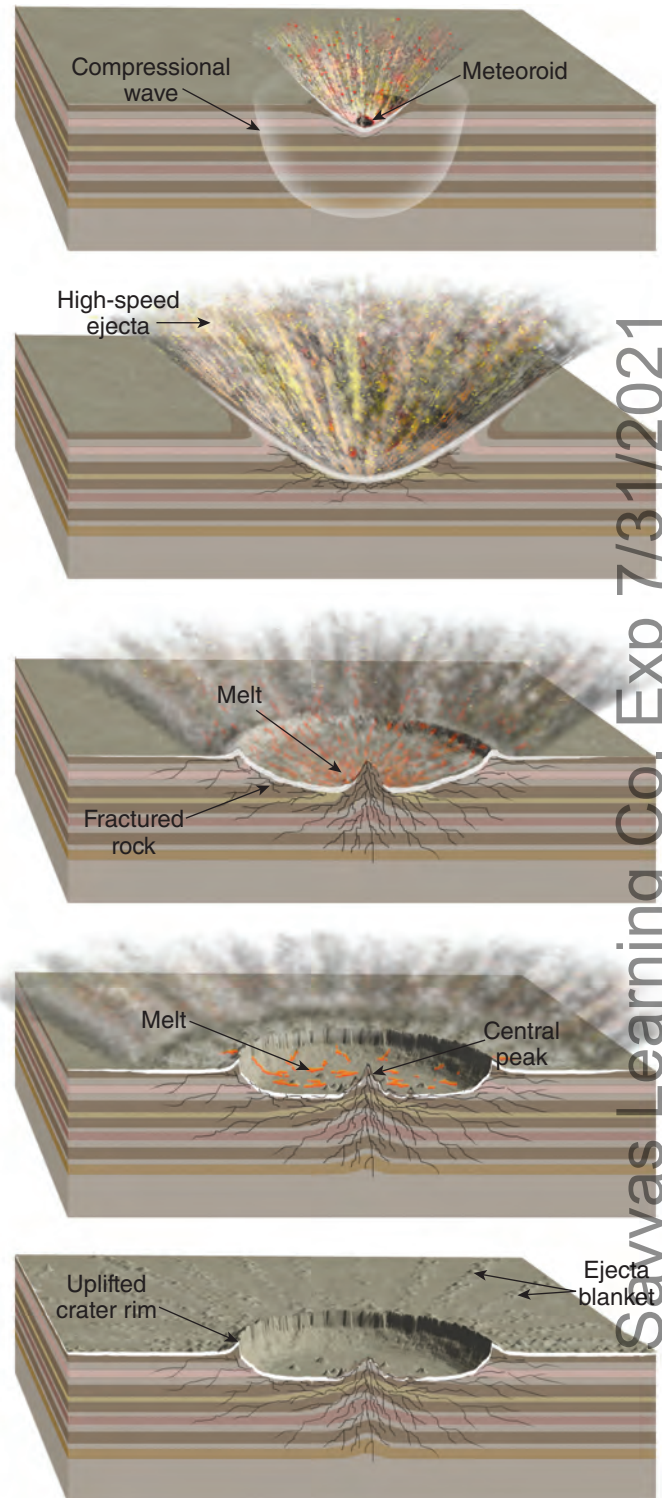 Compressional
wave
Meteoroid
High-speed
ejecta
Melt
Fractured
rock
Melt
Central
peak
Uplifted
crater rim
Ejecta
blanket
Savvas Learning Co. Exp 7/31/2021